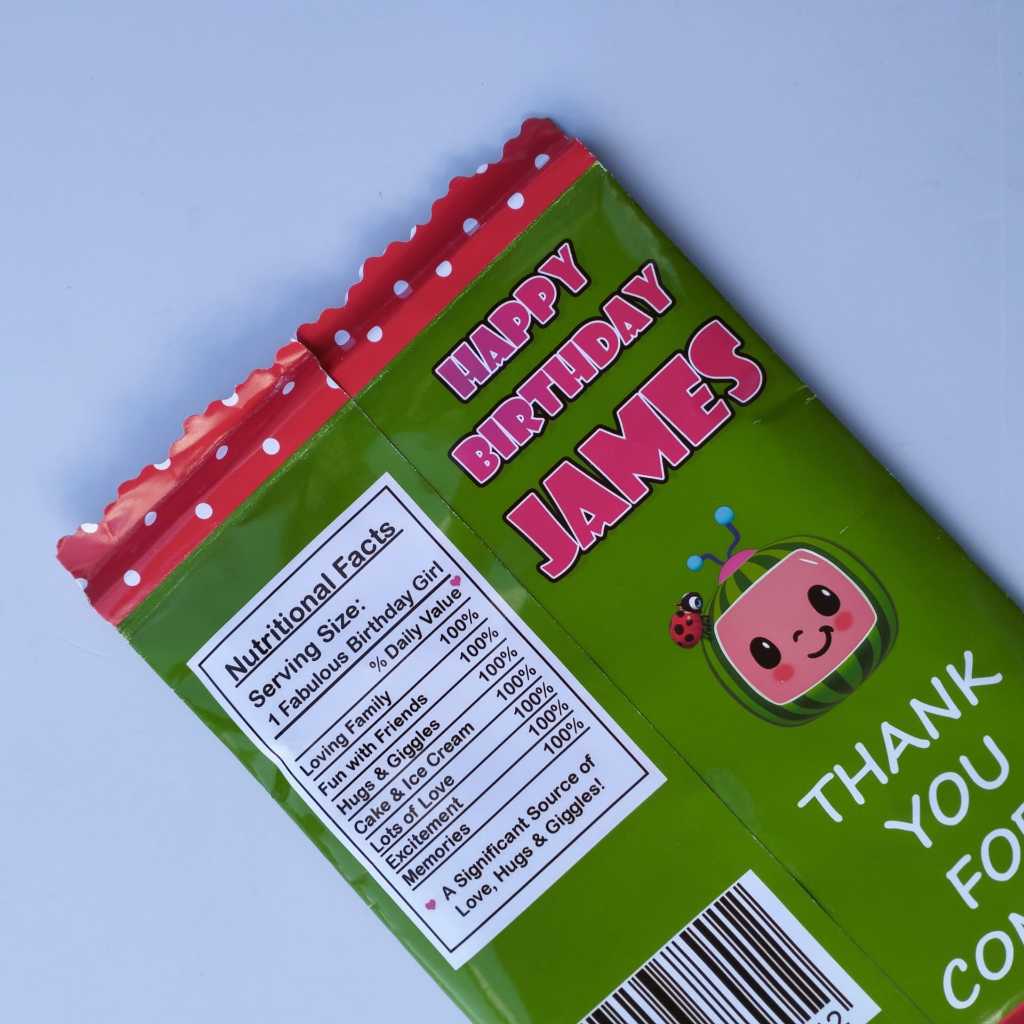 HAPPY
BIRTHDAY
JAMES
THANK
YOU
Nutritional Facts
Serving Size:
1 Fabulous Birthday Girl
% Daily Value
Loving Family 100%
Fun with Friends 100%
Hugs & Giggles 100%
Cake & Ice Cream 100%
Lots of Love 100%
Excitement 100%
Memories 100%
A Significant Source of
Love, Hugs & Giggles!